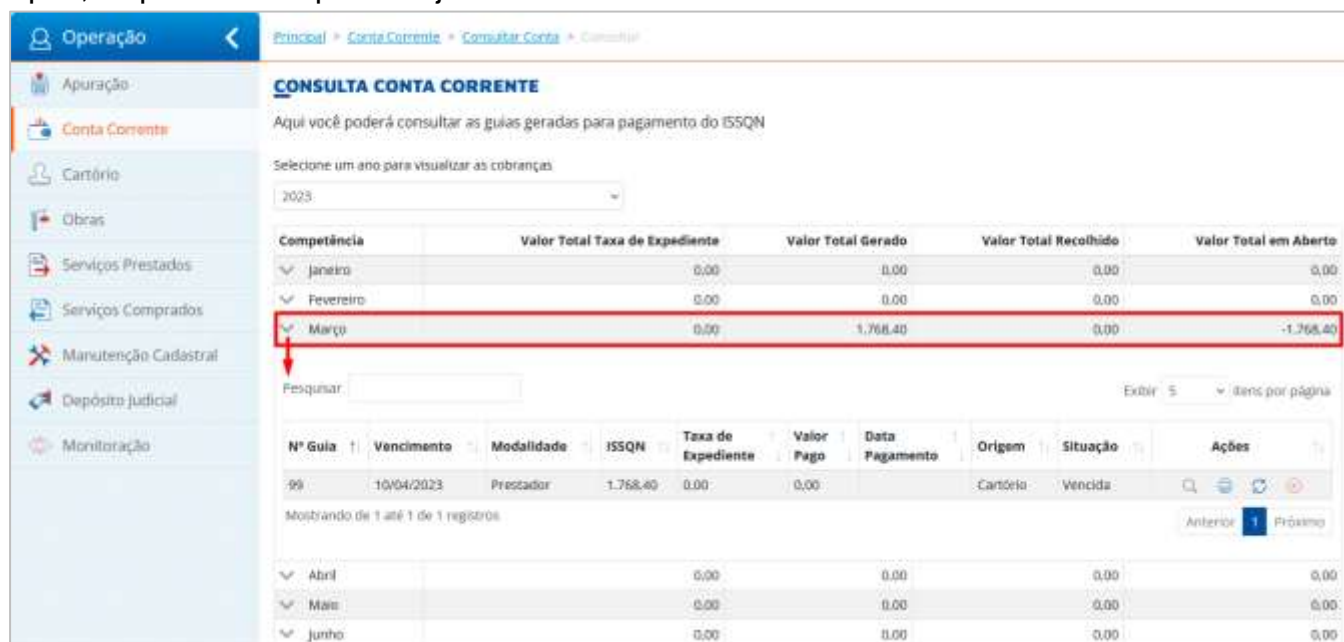 Operação
Principal > Conta Corrente > Consultar Conta > Consultar
Apuração
Conta Corrente
Cartório
Obras
Serviços Prestados
Serviços Comprados
Manutenção Cadastral
Depósito Judicial
Monitoração
CONSULTA CONTA CORRENTE
Aqui você poderá consultar as guias geradas para pagamento do ISSQN
Selecione um ano para visualizar as cobranças
2023
Competência Valor Total Taxa de Expediente Valor Total Gerado Valor Total Recolhido Valor Total em Aberto
Janeiro 0,00 0,00 0,00 0,00
Fevereiro 0,00 0,00 0,00 0,00
Março 0,00 1.768,40 0,00 -1.768,40
Pesquisar Exibir 5 itens por página
Nº Guia Vencimento Modalidade ISSQN Taxa de Expediente Valor Pago Data Pagamento Origem Situação Ações
99 10/04/2023 Prestador 1.768,40 0.00 0,00 Cartório Vencida
Mostrando de 1 até 1 de 1 registros
Anterior 1 Próximo
Abril 0,00 0,00 0,00 0,00
Maio 0,00 0,00 0,00 0,00
Junho 0,00 0,00 0,00 0,00